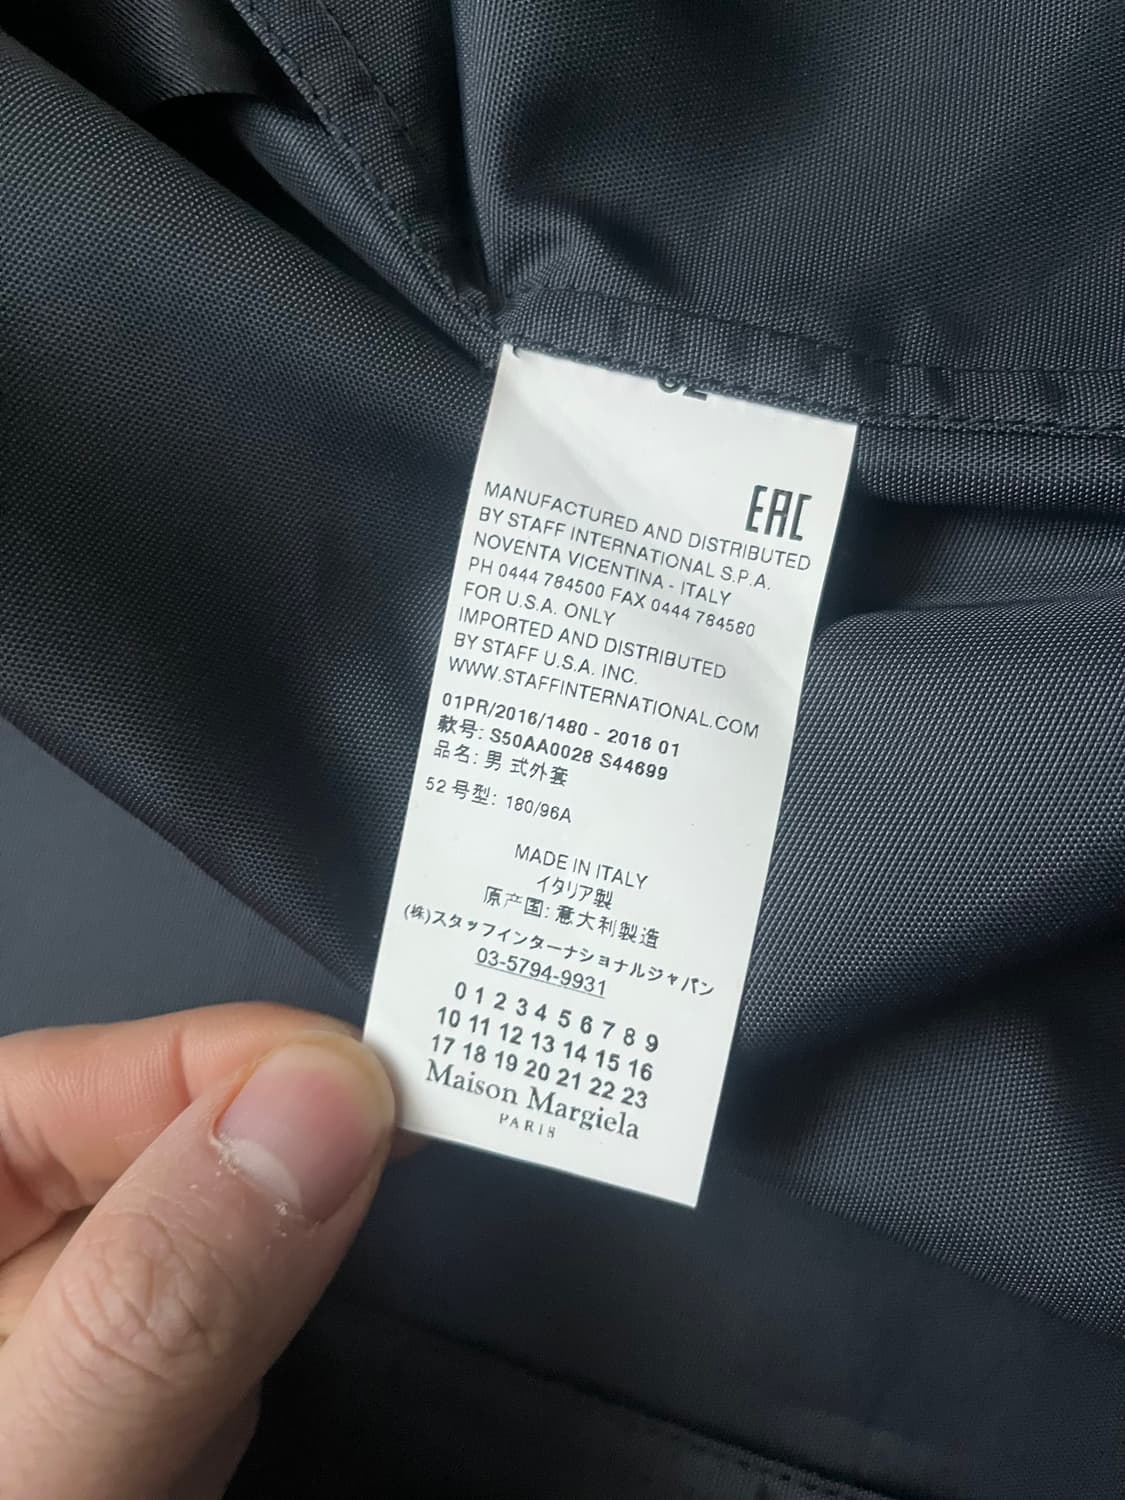 EAC
MANUFACTURED AND DISTRIBUTED
BY STAFF INTERNATIONAL S.P.A.
NOVENTA VICENTINA - ITALY
PH 0444 784500 FAX 0444 784580
FOR U.S.A. ONLY
IMPORTED AND DISTRIBUTED
BY STAFF U.S.A. INC.
WWW.STAFFINTERNATIONAL.COM
01PR/2016/1480 - 2016 01
款号: S50AA0028 S44699
品名: 男 式外套
52 号型: 180/96A
MADE IN ITALY
イタリア製
原产国: 意大利製造
(株)スタッフインターナショナルジャパン
03-5794-9931
0 1 2 3 4 5 6 7 8 9
10 11 12 13 14 15 16
17 18 19 20 21 22 23
Maison Margiela
PARIS